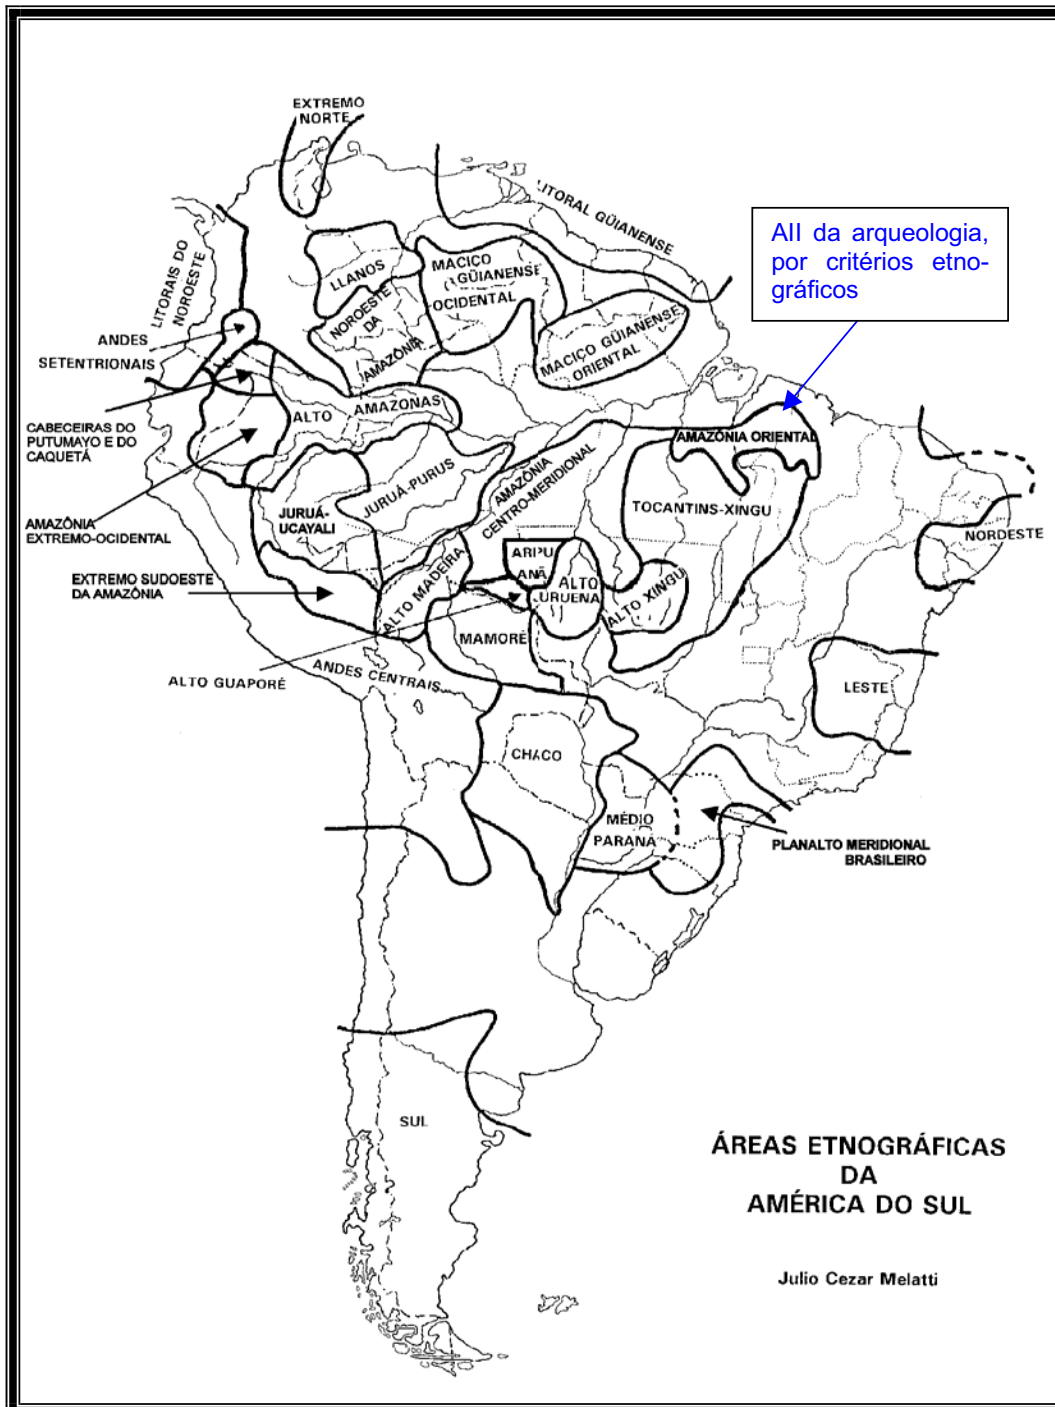 EXTREMO
NORTE
LITORAL GÜIANENSE
AII da arqueologia,
por critérios etno-
gráficos
LITORAIS DO
NOROESTE
LLANOS
MACIÇO
GÜIANENSE
OCIDENTAL
NOROESTE
DA
AMAZÔNIA
MACIÇO GÜIANENSE
ORIENTAL
ANDES
SETENTRIONAIS
ALTO AMAZONAS
CABECEIRAS DO
PUTUMAYO E DO
CAQUETÁ
AMAZÔNIA ORIENTAL
AMAZÔNIA
CENTRO-MERIDIONAL
JURUÁ-PURUS
TOCANTINS-XINGU
JURUÁ-
UCAYALI
AMAZÔNIA
EXTREMO-OCIDENTAL
NORDESTE
ARIPU
ANÃ
ALTO
URUENA
ALTO XINGU
EXTREMO SUDOESTE
DA AMAZÔNIA
ALTO MADEIRA
MAMORÉ
ALTO GUAPORÉ
ANDES CENTRAIS
LESTE
CHACO
MÉDIO
PARANÁ
PLANALTO MERIDIONAL
BRASILEIRO
SUL
ÁREAS ETNOGRÁFICAS
DA
AMÉRICA DO SUL
Julio Cezar Melatti